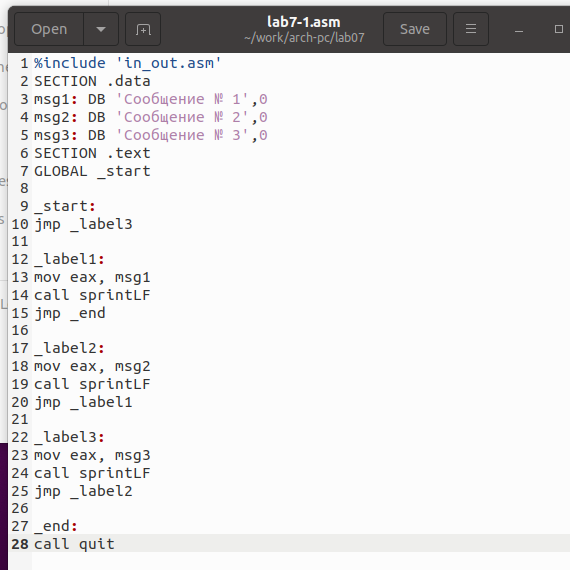 Open
lab7-1.asm
~/work/arch-pc/lab07
Save
1 %include 'in_out.asm'
2 SECTION .data
3 msg1: DB 'Сообщение № 1',0
4 msg2: DB 'Сообщение № 2',0
5 msg3: DB 'Сообщение № 3',0
6 SECTION .text
7 GLOBAL _start
8
9 _start:
10 jmp _label3
11
12 _label1:
13 mov eax, msg1
14 call sprintLF
15 jmp _end
16
17 _label2:
18 mov eax, msg2
19 call sprintLF
20 jmp _label1
21
22 _label3:
23 mov eax, msg3
24 call sprintLF
25 jmp _label2
26
27 _end:
28 call quit